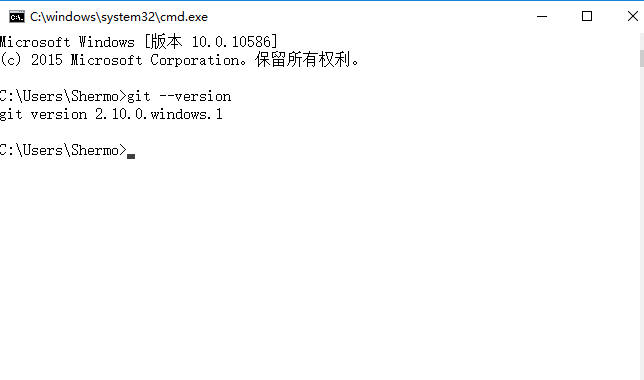 C:\windows\system32\cmd.exe
Microsoft Windows [版本 10.0.10586]
(c) 2015 Microsoft Corporation。保留所有权利。
C:\Users\Shermo>git --version
git version 2.10.0.windows.1
C:\Users\Shermo>